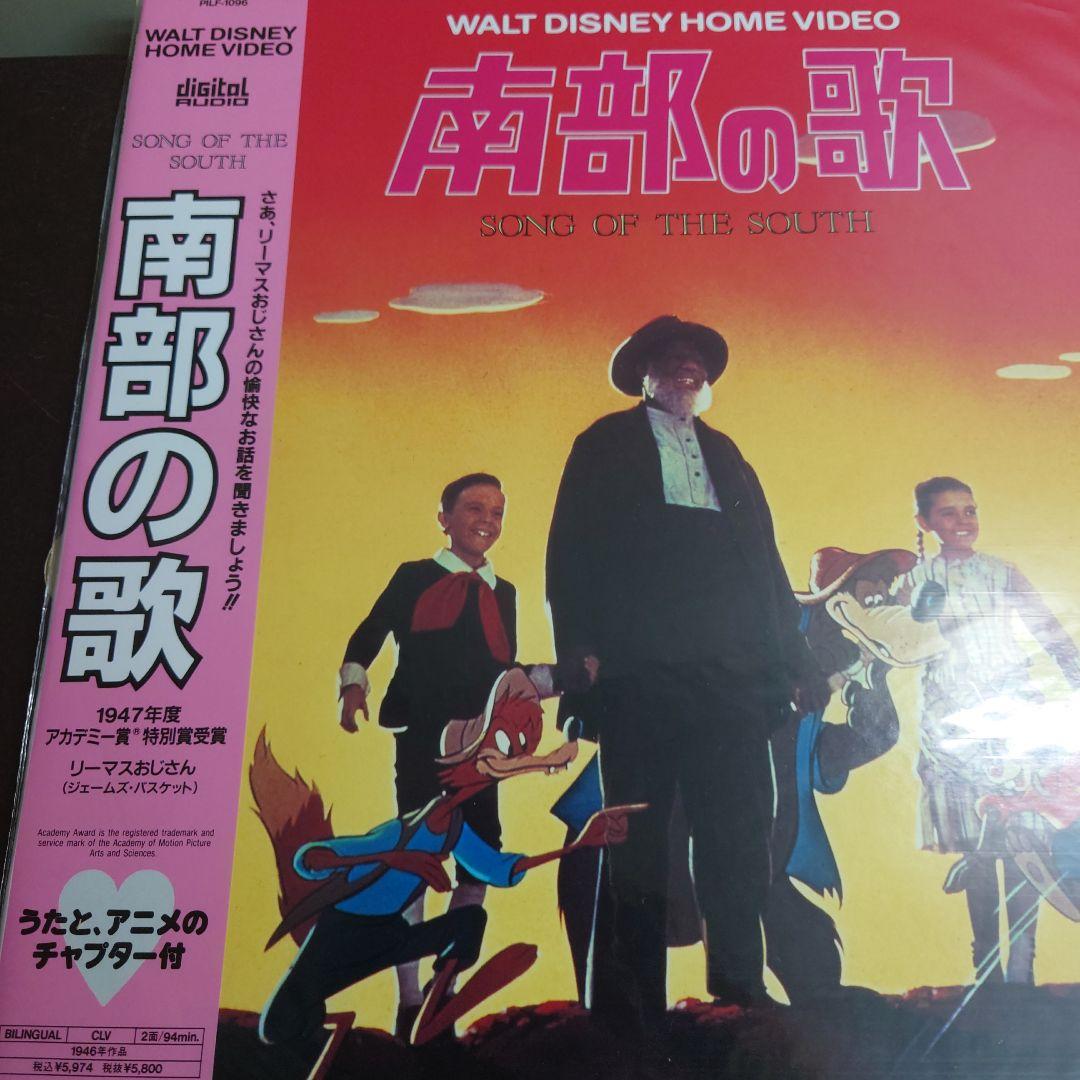 PILF-1096
WALT DISNEY
HOME VIDEO
digital
AUDIO
SONG OF THE
SOUTH
南部の歌
さあ、リーマスおじさんの愉快なお話を聞きましょう!!
1947年度
アカデミー賞®特別賞受賞
リーマスおじさん
(ジェームズ・バスケット)
Academy Award is the registered trademark and
service mark of the Academy of Motion Picture
Arts and Sciences.
うたと、アニメの
チャプター付
BILINGUAL CLV 2面/94min.
1946年作品
税込¥5,974 税抜¥5,800
WALT DISNEY HOME VIDEO
南部の歌
SONG OF THE SOUTH